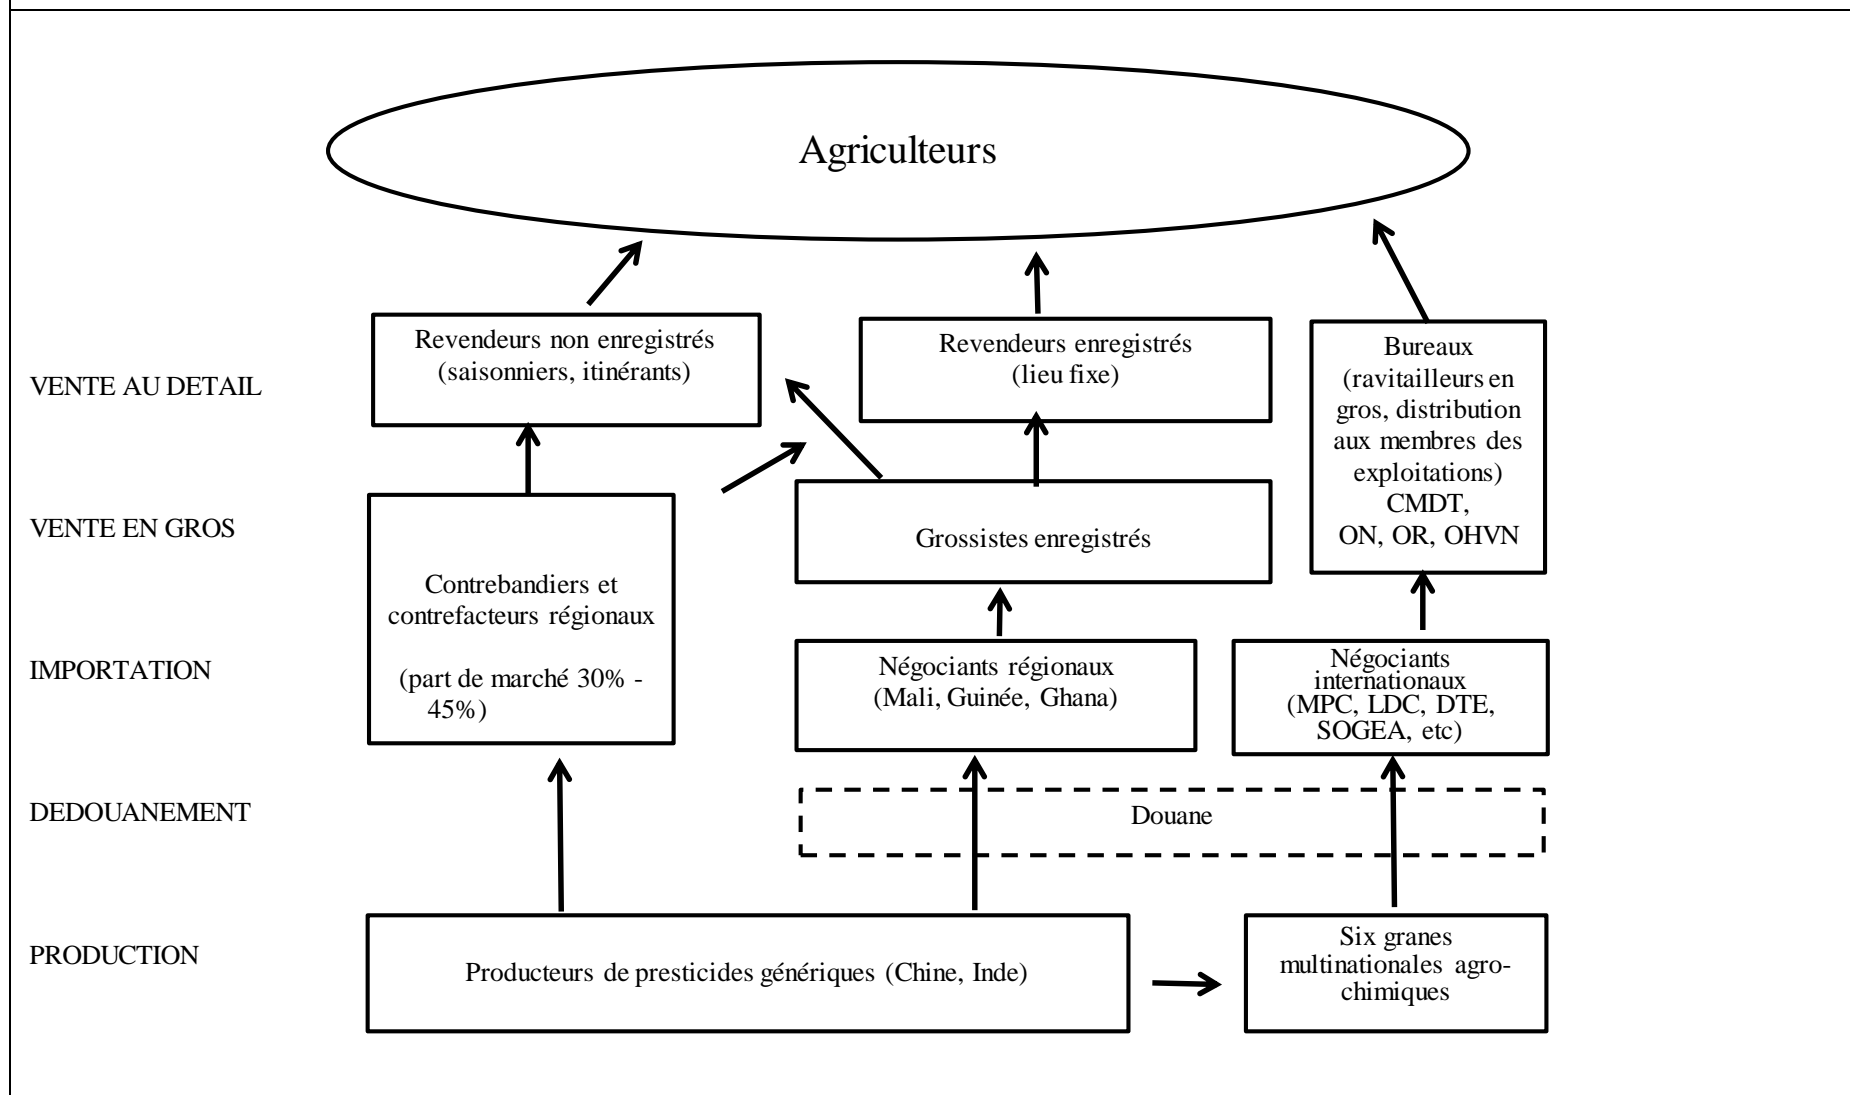 Agriculteurs
Revendeurs non enregistrés
(saisonniers, itinérants)
Revendeurs enregistrés
(lieu fixe)
Bureaux
(ravitailleurs en
gros, distribution
aux membres des
exploitations)
CMDT,
ON, OR, OHVN
VENTE AU DETAIL
VENTE EN GROS
Grossistes enregistrés
Contrebandiers et
contrefacteurs régionaux
(part de marché 30% -
45%)
IMPORTATION
Négociants régionaux
(Mali, Guinée, Ghana)
Négociants
internationaux
(MPC, LDC, DTE,
SOGEA, etc)
DEDOUANEMENT
Douane
PRODUCTION
Producteurs de presticides génériques (Chine, Inde)
Six granes
multinationales agro-
chimiques